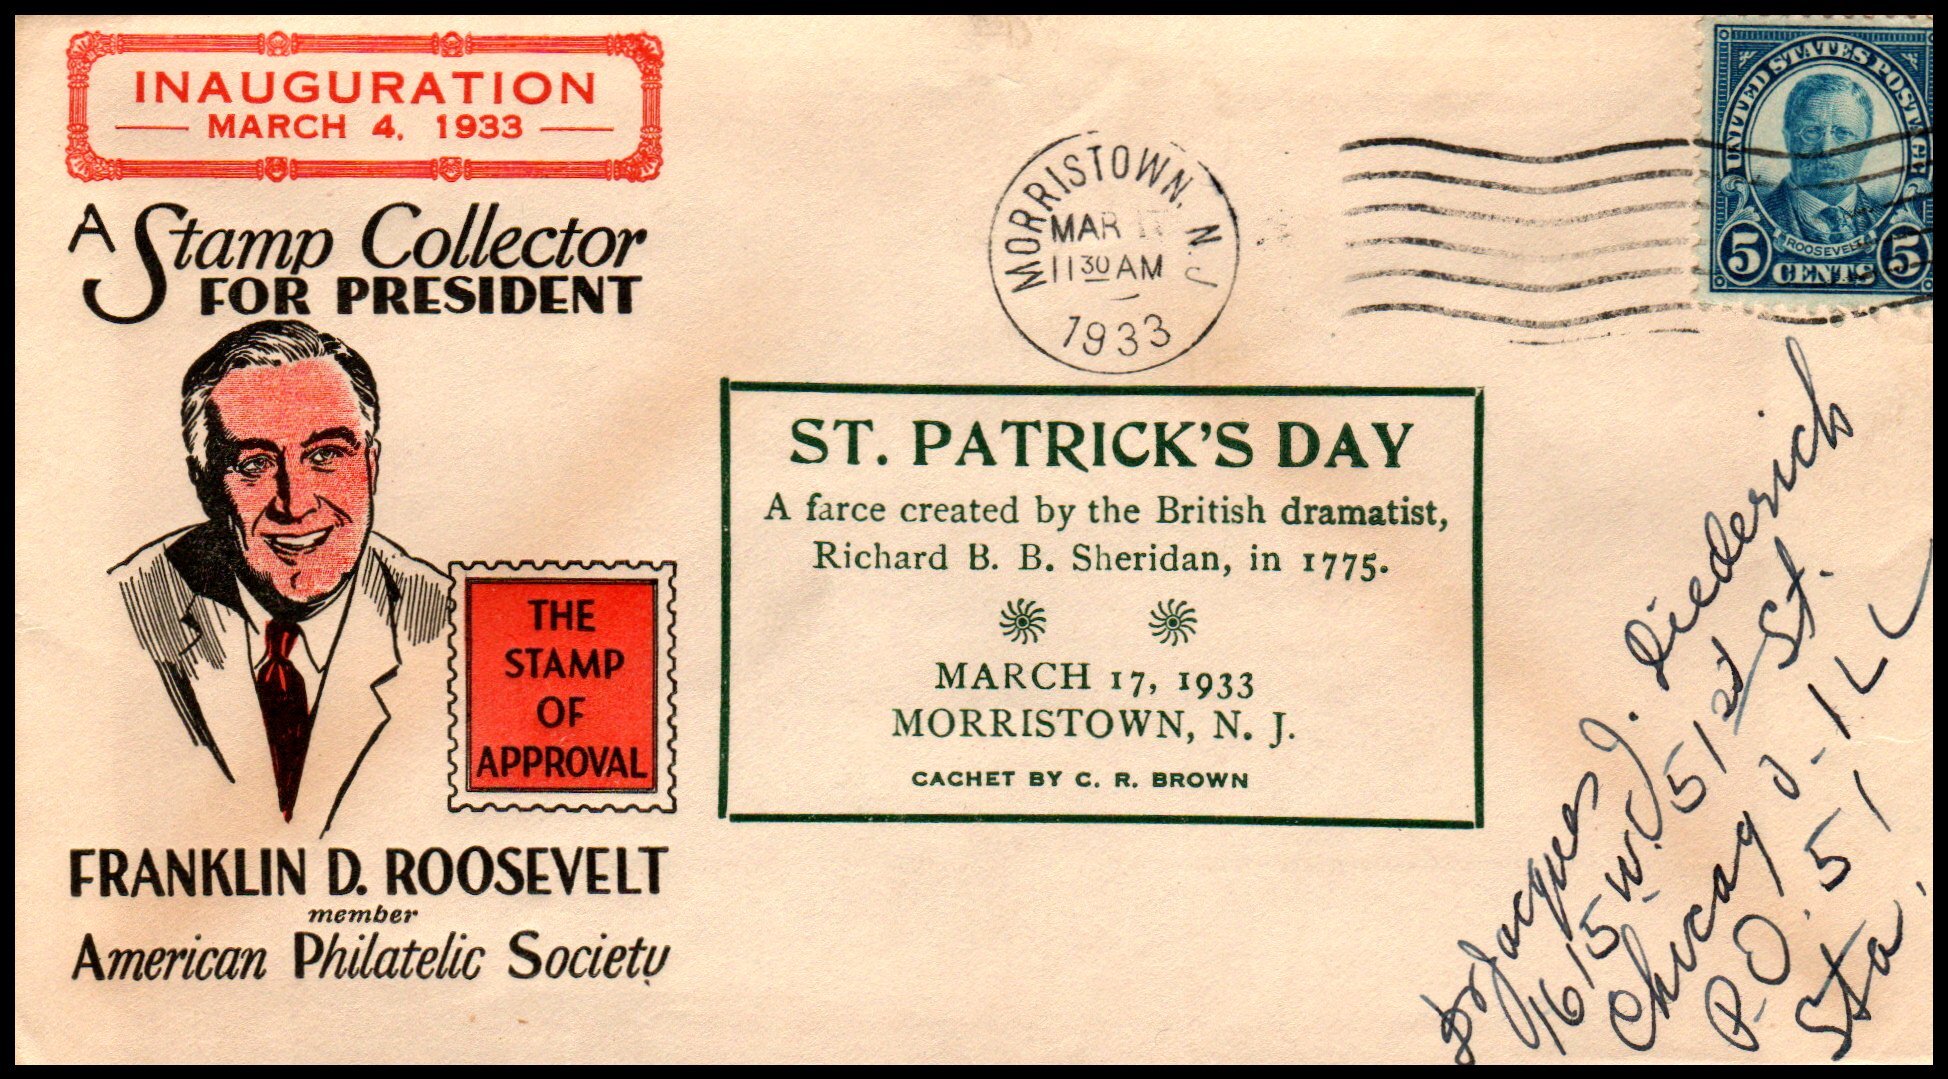 INAUGURATION
MARCH 4, 1933
A Stamp Collector
FOR PRESIDENT
THE
STAMP
OF
APPROVAL
FRANKLIN D. ROOSEVELT
member
American Philatelic Society
MORRISTOWN, N.J.
MAR 17
11 30 AM
1933
UNITED STATES POSTAGE
ROOSEVELT
5 CENTS 5
ST. PATRICK'S DAY
A farce created by the British dramatist,
Richard B. B. Sheridan, in 1775.
MARCH 17, 1933
MORRISTOWN, N. J.
CACHET BY C. R. BROWN
Dr Jacques J. Diederich
1615 W. 51st St.
Chicago - ILL
P.O. 51
Sta.